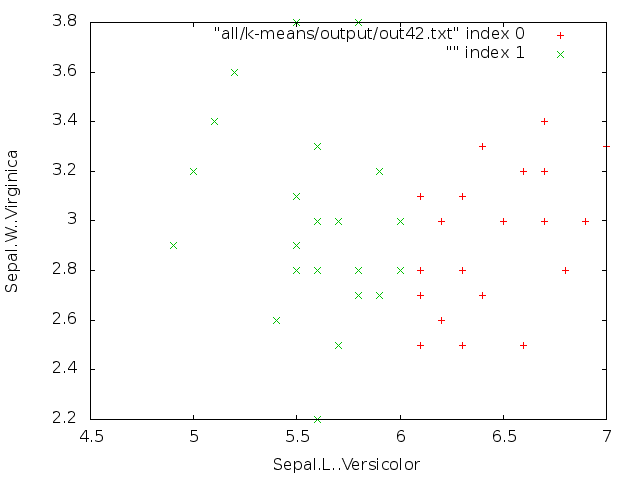 "all/k-means/output/out42.txt" index 0
"" index 1
3.8
3.6
3.4
3.2
3
2.8
2.6
2.4
2.2
Sepal.W..Virginica
4.5 5 5.5 6 6.5 7
Sepal.L..Versicolor